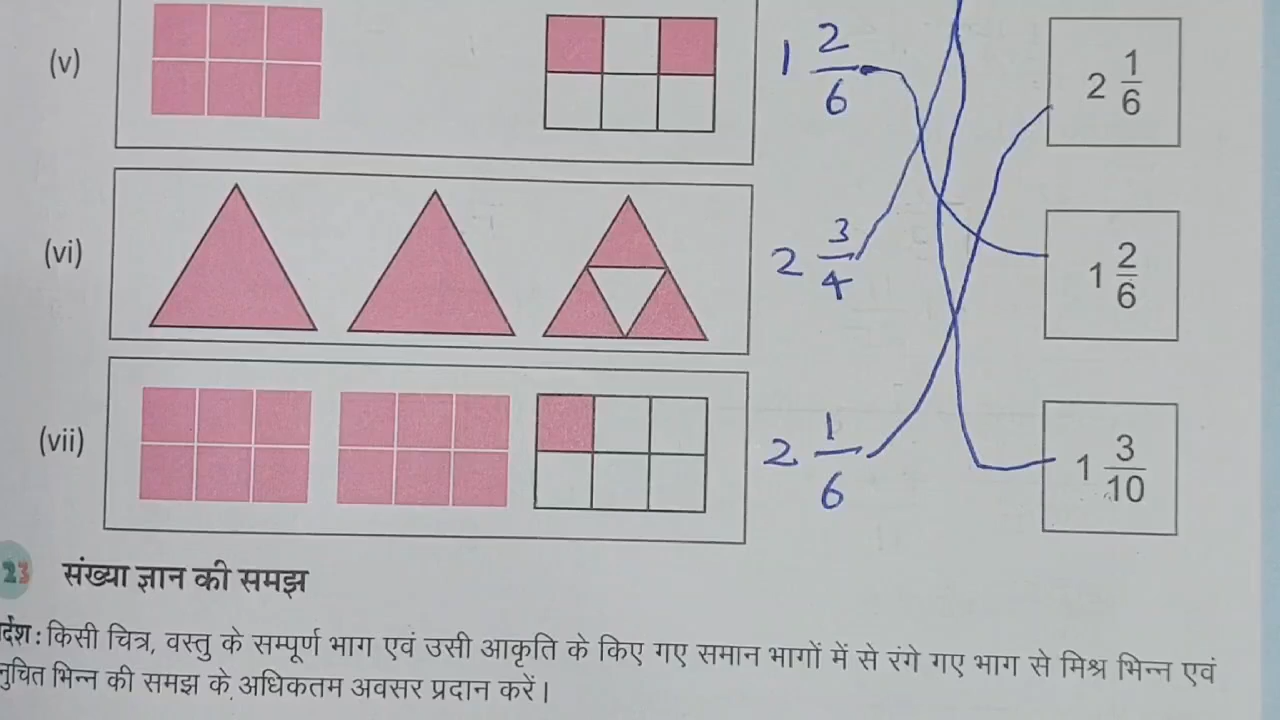 (v) 1 2/6 2 1/6
(vi) 2 3/4 1 2/6
(vii) 2 1/6 1 3/10
23 संख्या ज्ञान की समझ
र्देश: किसी चित्र, वस्तु के सम्पूर्ण भाग एवं उसी आकृति के किए गए समान भागों में से रंगे गए भाग से मिश्र भिन्न एवं
नुचित भिन्न की समझ के अधिकतम अवसर प्रदान करें।